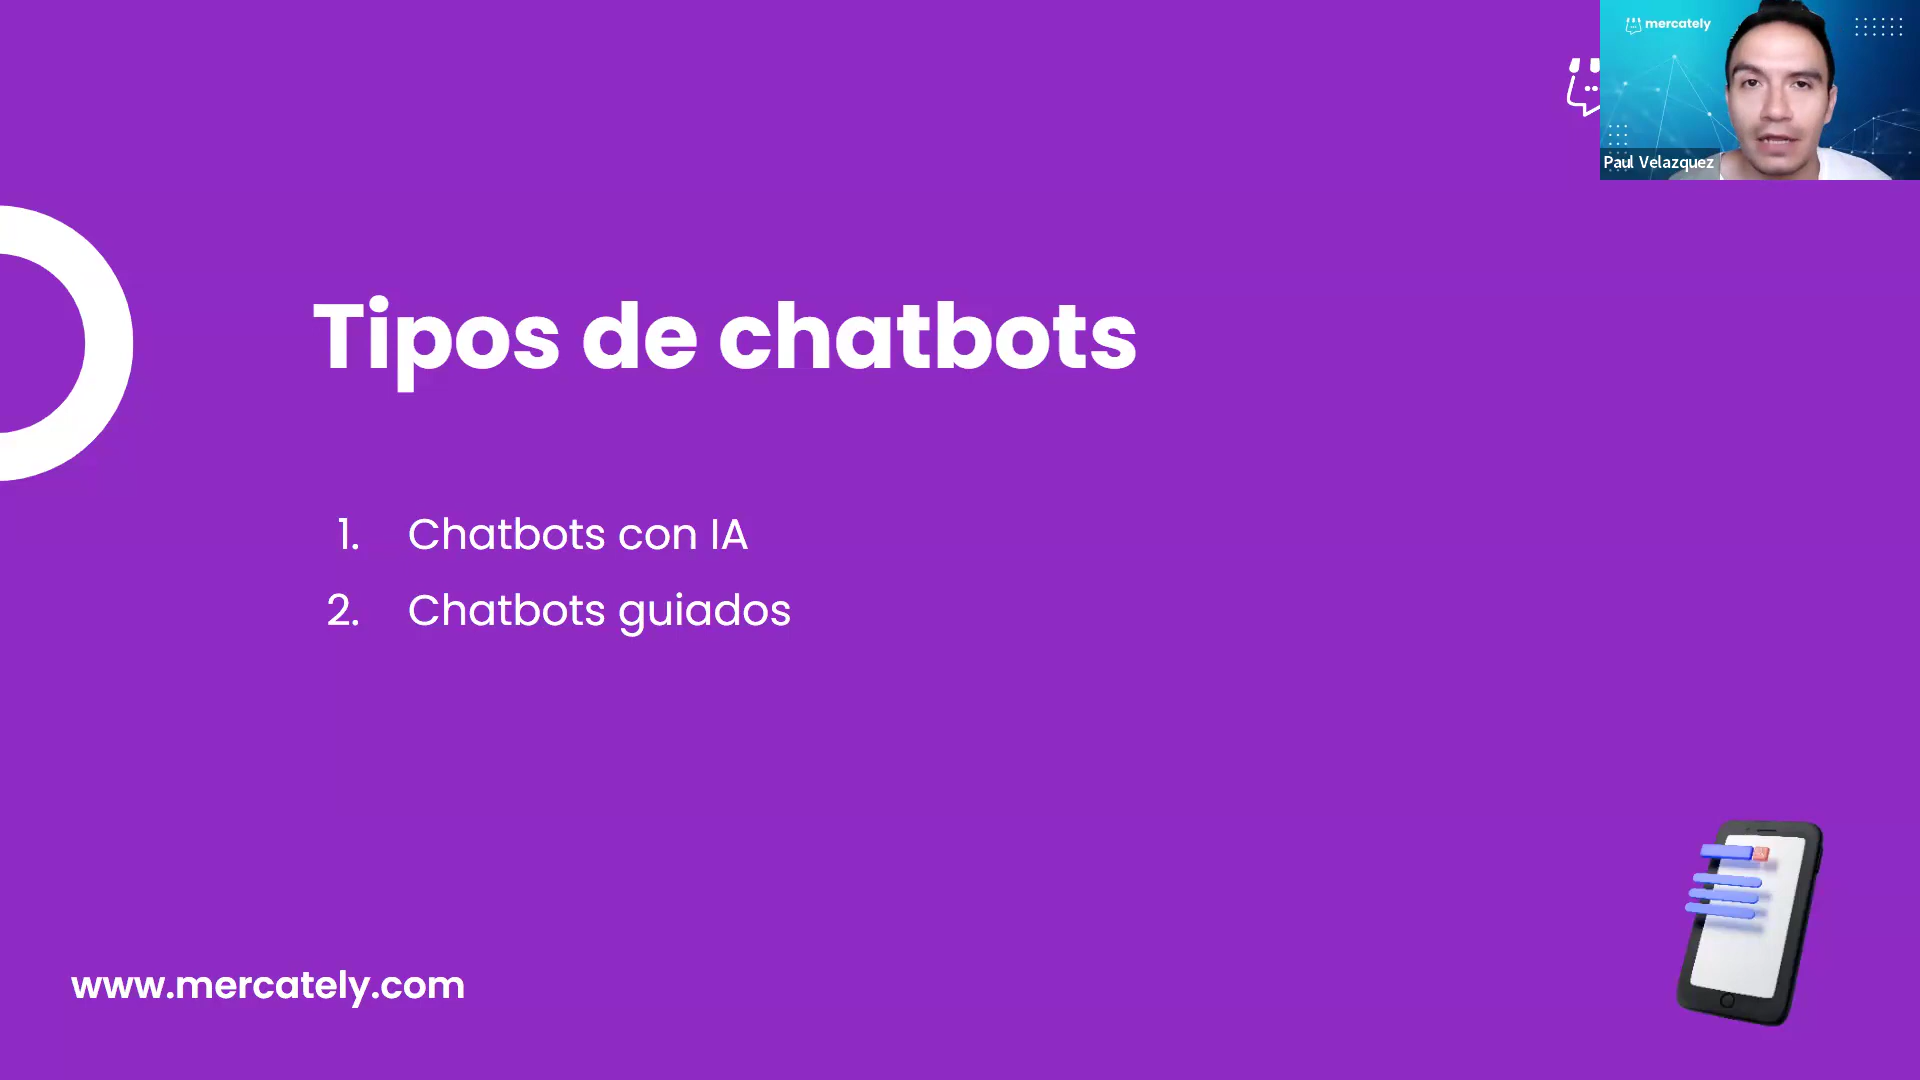 mercately
Paul Velazquez
Tipos de chatbots
1. Chatbots con IA
2. Chatbots guiados
www.mercately.com